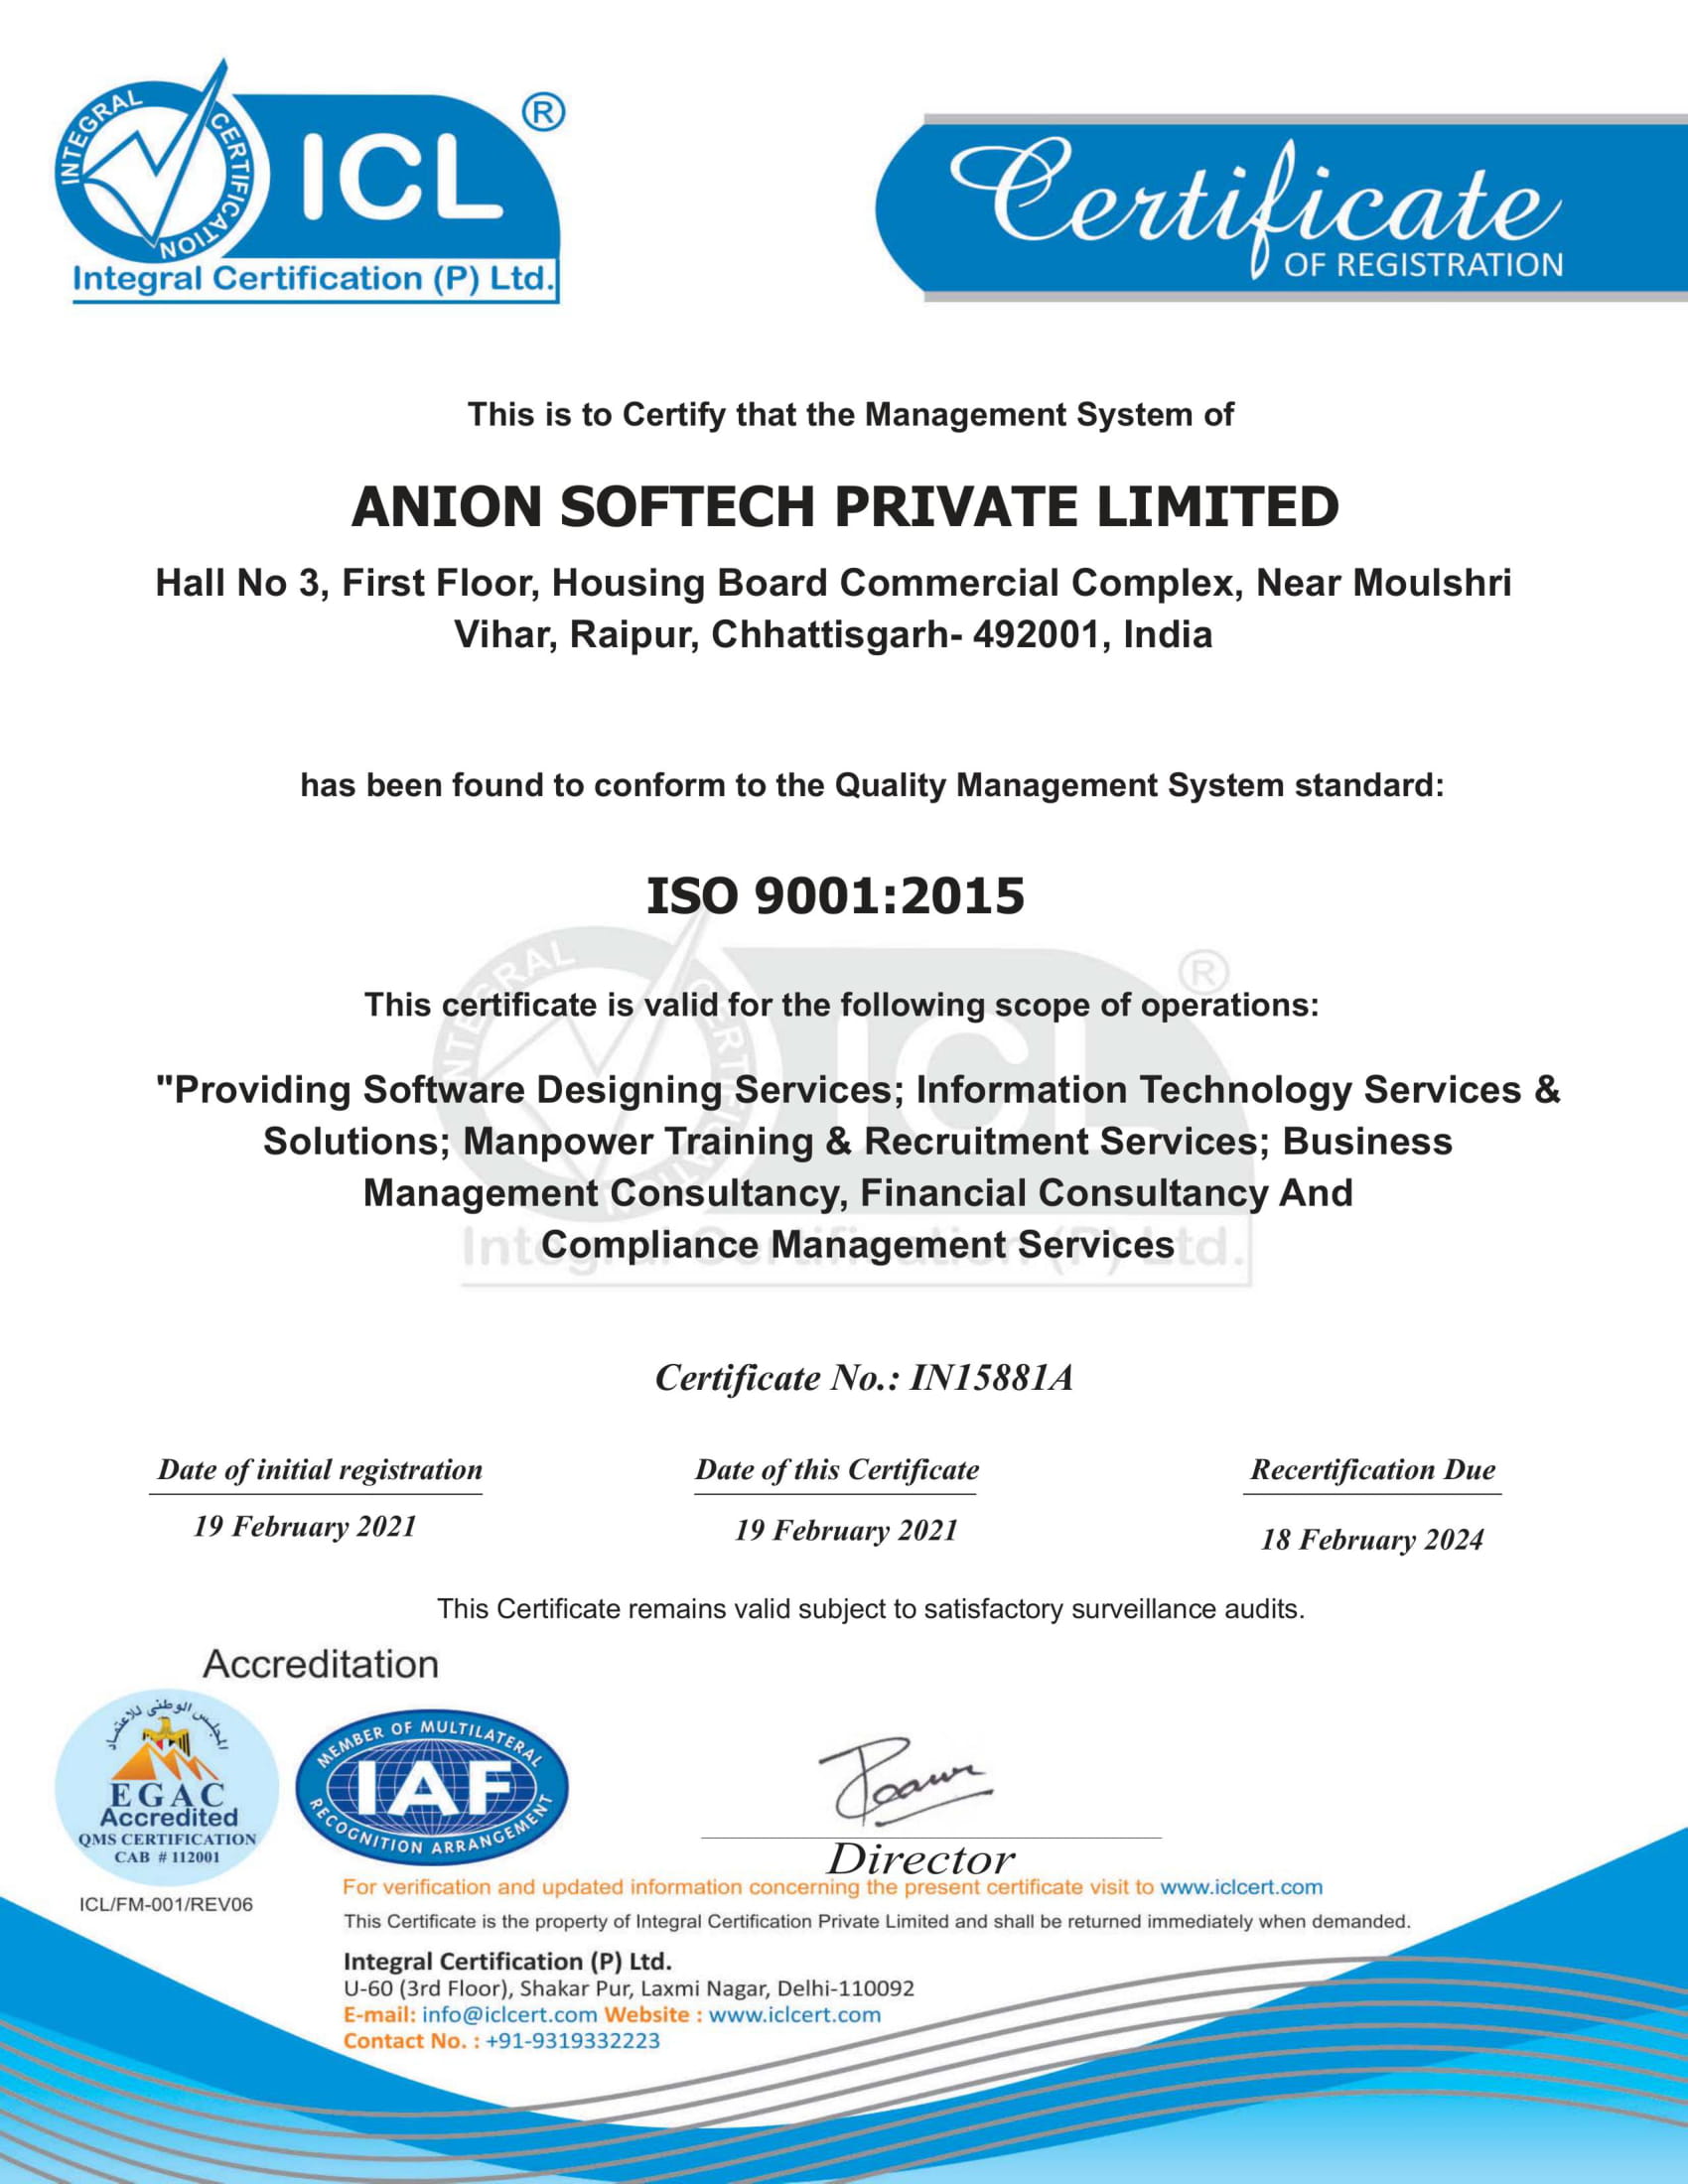 INTEGRAL CERTIFICATION
ICL ®
Integral Certification (P) Ltd.
Certificate
OF REGISTRATION
This is to Certify that the Management System of
ANION SOFTECH PRIVATE LIMITED
Hall No 3, First Floor, Housing Board Commercial Complex, Near Moulshri
Vihar, Raipur, Chhattisgarh- 492001, India
has been found to conform to the Quality Management System standard:
ISO 9001:2015
This certificate is valid for the following scope of operations:
"Providing Software Designing Services; Information Technology Services &
Solutions; Manpower Training & Recruitment Services; Business
Management Consultancy, Financial Consultancy And
Compliance Management Services
Certificate No.: IN15881A
Date of initial registration
19 February 2021
Date of this Certificate
19 February 2021
Recertification Due
18 February 2024
This Certificate remains valid subject to satisfactory surveillance audits.
Accreditation
المجلس الوطنى للاعتماد
EGAC
Accredited
QMS CERTIFICATION
CAB # 112001
MEMBER OF MULTILATERAL
IAF
RECOGNITION ARRANGEMENT
Director
ICL/FM-001/REV06
For verification and updated information concerning the present certificate visit to www.iclcert.com
This Certificate is the property of Integral Certification Private Limited and shall be returned immediately when demanded.
Integral Certification (P) Ltd.
U-60 (3rd Floor), Shakar Pur, Laxmi Nagar, Delhi-110092
E-mail: info@iclcert.com Website : www.iclcert.com
Contact No. : +91-9319332223